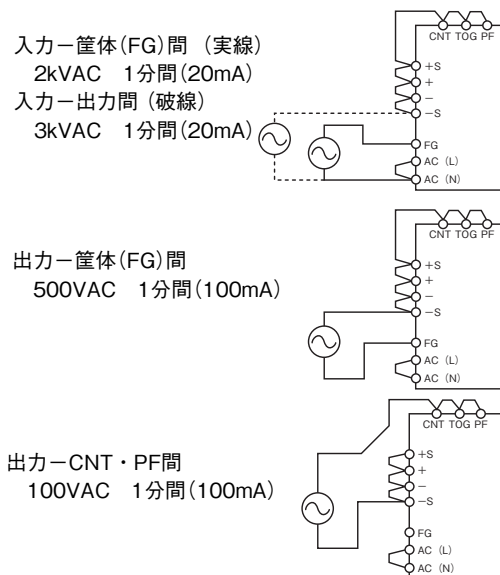 入力－筐体(FG)間 (実線)
2kVAC 1分間(20mA)
入力－出力間 (破線)
3kVAC 1分間(20mA)
CNT TOG PF
+S
+
−
−S
FG
AC (L)
AC (N)
出力－筐体(FG)間
500VAC 1分間(100mA)
CNT TOG PF
+S
+
−
−S
FG
AC (L)
AC (N)
出力－CNT・PF間
100VAC 1分間(100mA)
CNT TOG PF
+S
+
−
−S
FG
AC (L)
AC (N)